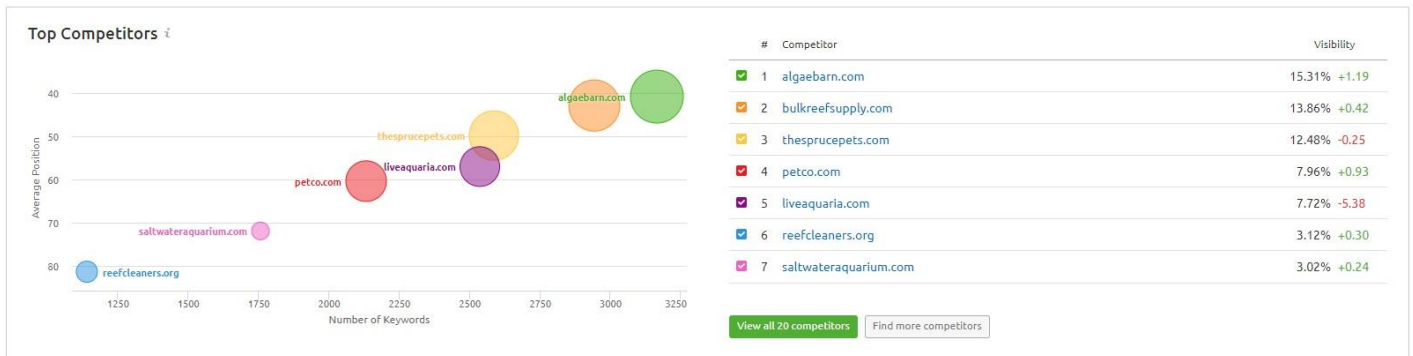 Top Competitors i
40
50
60
70
80
Average Position
algaebarn.com
thesprucepets.com
liveaquaria.com
petco.com
saltwateraquarium.com
reefcleaners.org
1250 1500 1750 2000 2250 2500 2750 3000 3250
Number of Keywords
# Competitor Visibility
1 algaebarn.com 15.31% +1.19
2 bulkreefsupply.com 13.86% +0.42
3 thesprucepets.com 12.48% -0.25
4 petco.com 7.96% +0.93
5 liveaquaria.com 7.72% -5.38
6 reefcleaners.org 3.12% +0.30
7 saltwateraquarium.com 3.02% +0.24
View all 20 competitors Find more competitors